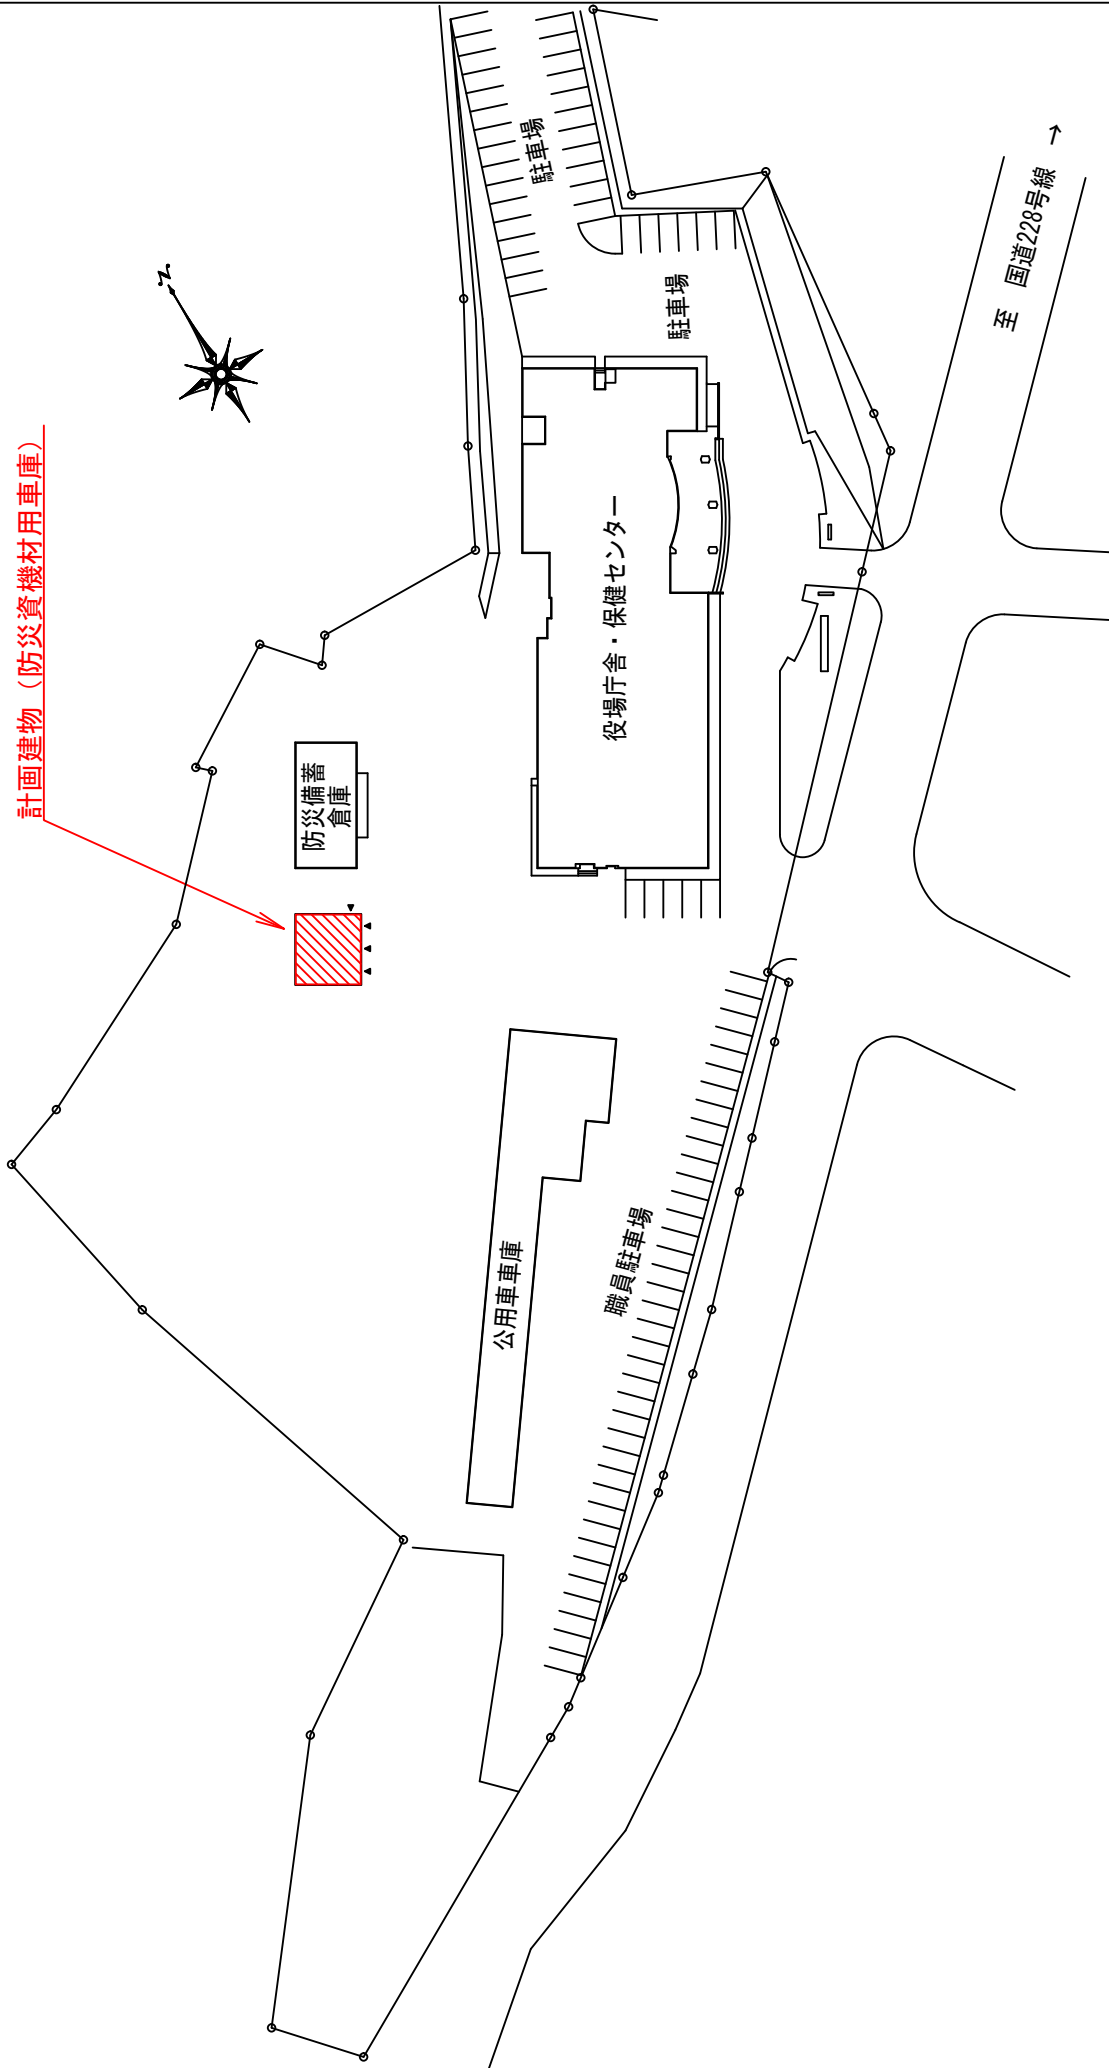 計画建物（防災資機材用車庫）
N
駐車場
駐車場
至　国道228号線　→
役場庁舎・保健センター
防災備蓄
倉庫
公用車車庫
職員駐車場